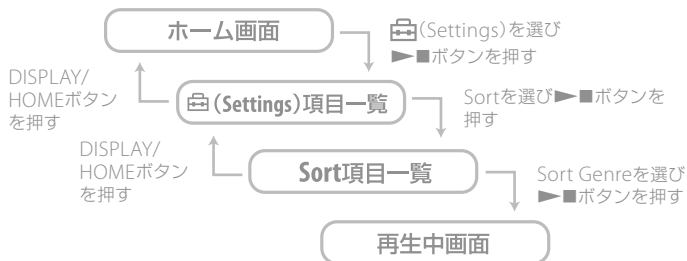 ホーム画面
(Settings)を選び
►■ボタンを押す
DISPLAY/
HOMEボタン
を押す
(Settings)項目一覧
Sortを選び►■ボタンを
押す
DISPLAY/
HOMEボタン
を押す
Sort項目一覧
Sort Genreを選び
►■ボタンを押す
再生中画面